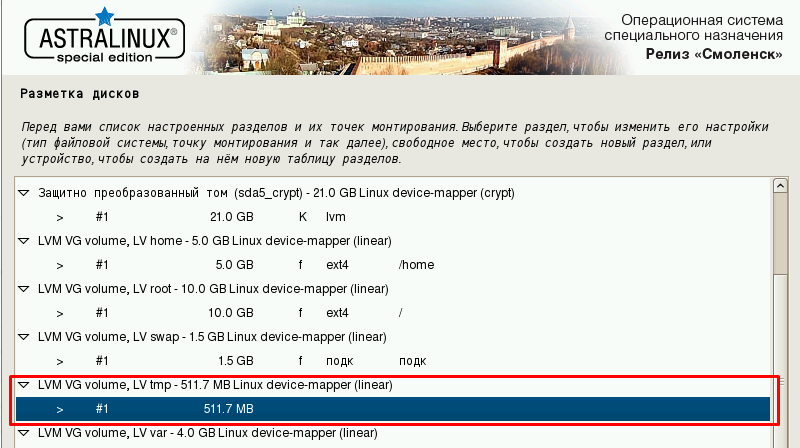 ASTRALINUX®
special edition
Операционная система
специального назначения
Релиз «Смоленск»
Разметка дисков
Перед вами список настроенных разделов и их точек монтирования. Выберите раздел, чтобы изменить его настройки
(тип файловой системы, точку монтирования и так далее), свободное место, чтобы создать новый раздел, или
устройство, чтобы создать на нём новую таблицу разделов.
Защитно преобразованный том (sda5_crypt) - 21.0 GB Linux device-mapper (crypt)
> #1 21.0 GB K lvm
LVM VG volume, LV home - 5.0 GB Linux device-mapper (linear)
> #1 5.0 GB f ext4 /home
LVM VG volume, LV root - 10.0 GB Linux device-mapper (linear)
> #1 10.0 GB f ext4 /
LVM VG volume, LV swap - 1.5 GB Linux device-mapper (linear)
> #1 1.5 GB f подк подк
LVM VG volume, LV tmp - 511.7 MB Linux device-mapper (linear)
> #1 511.7 MB
LVM VG volume, LV var - 4.0 GB Linux device-mapper (linear)